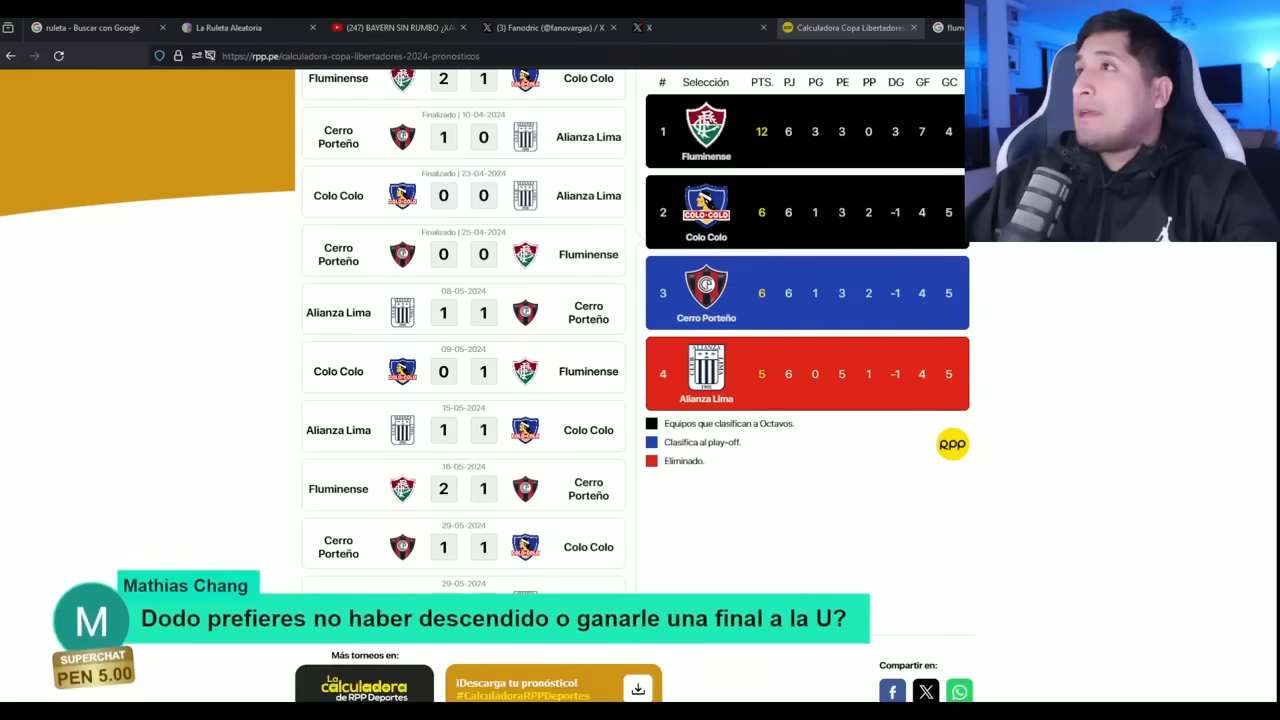 ruleta - Buscar con Google
La Ruleta Aleatoria
(247) BAYERN SIN RUMBO ¿XA
(3) Fanodric (@fanovargas) / X
X
Calculadora Copa Libertadores
flum
https://rpp.pe/calculadora-copa-libertadores-2024-pronosticos
Fluminense 2 1 Colo Colo
Finalizado | 10-04-2024
Cerro Porteño 1 0 Alianza Lima
Finalizado | 23-04-2024
Colo Colo 0 0 Alianza Lima
Finalizado | 25-04-2024
Cerro Porteño 0 0 Fluminense
08-05-2024
Alianza Lima 1 1 Cerro Porteño
09-05-2024
Colo Colo 0 1 Fluminense
15-05-2024
Alianza Lima 1 1 Colo Colo
16-05-2024
Fluminense 2 1 Cerro Porteño
29-05-2024
Cerro Porteño 1 1 Colo Colo
29-05-2024
# Selección PTS. PJ PG PE PP DG GF GC
1 Fluminense 12 6 3 3 0 3 7 4
2 Colo Colo 6 6 1 3 2 -1 4 5
3 Cerro Porteño 6 6 1 3 2 -1 4 5
4 Alianza Lima 5 6 0 5 1 -1 4 5
Equipos que clasifican a Octavos.
Clasifica al play-off.
Eliminado.
RPP
Mathias Chang
M
Dodo prefieres no haber descendido o ganarle una final a la U?
SUPERCHAT
PEN 5.00
Más torneos en:
La calculadora
de RPP Deportes
¡Descarga tu pronóstico!
#CalculadoraRPPDeportes
Compartir en: